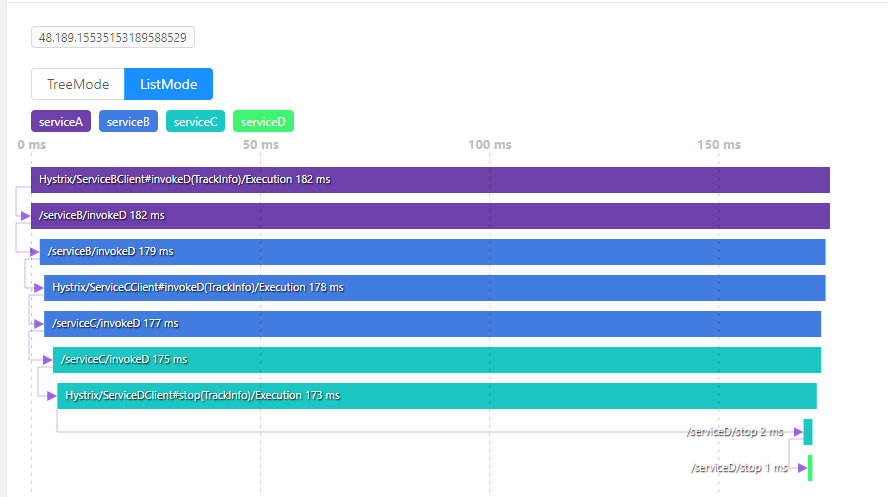 48.189.15535153189588529
TreeMode ListMode
serviceA serviceB serviceC serviceD
0 ms 50 ms 100 ms 150 ms
Hystrix/ServiceBClient#invokeD(TrackInfo)/Execution 182 ms
/serviceB/invokeD 182 ms
/serviceB/invokeD 179 ms
Hystrix/ServiceCClient#invokeD(TrackInfo)/Execution 178 ms
/serviceC/invokeD 177 ms
/serviceC/invokeD 175 ms
Hystrix/ServiceDClient#stop(TrackInfo)/Execution 173 ms
/serviceD/stop 2 ms
/serviceD/stop 1 ms